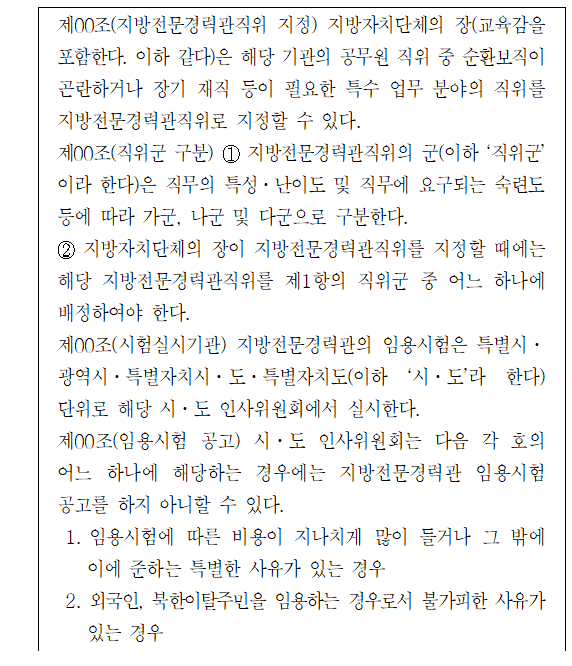 제00조(지방전문경력관직위 지정) 지방자치단체의 장(교육감을
포함한다. 이하 같다)은 해당 기관의 공무원 직위 중 순환보직이
곤란하거나 장기 재직 등이 필요한 특수 업무 분야의 직위를
지방전문경력관직위로 지정할 수 있다.
제00조(직위군 구분) ① 지방전문경력관직위의 군(이하 ‘직위군’
이라 한다)은 직무의 특성·난이도 및 직무에 요구되는 숙련도
등에 따라 가군, 나군 및 다군으로 구분한다.
② 지방자치단체의 장이 지방전문경력관직위를 지정할 때에는
해당 지방전문경력관직위를 제1항의 직위군 중 어느 하나에
배정하여야 한다.
제00조(시험실시기관) 지방전문경력관의 임용시험은 특별시·
광역시·특별자치시·도·특별자치도(이하 ‘시·도’라 한다)
단위로 해당 시·도 인사위원회에서 실시한다.
제00조(임용시험 공고) 시·도 인사위원회는 다음 각 호의
어느 하나에 해당하는 경우에는 지방전문경력관 임용시험
공고를 하지 아니할 수 있다.
1. 임용시험에 따른 비용이 지나치게 많이 들거나 그 밖에
이에 준하는 특별한 사유가 있는 경우
2. 외국인, 북한이탈주민을 임용하는 경우로서 불가피한 사유가
있는 경우